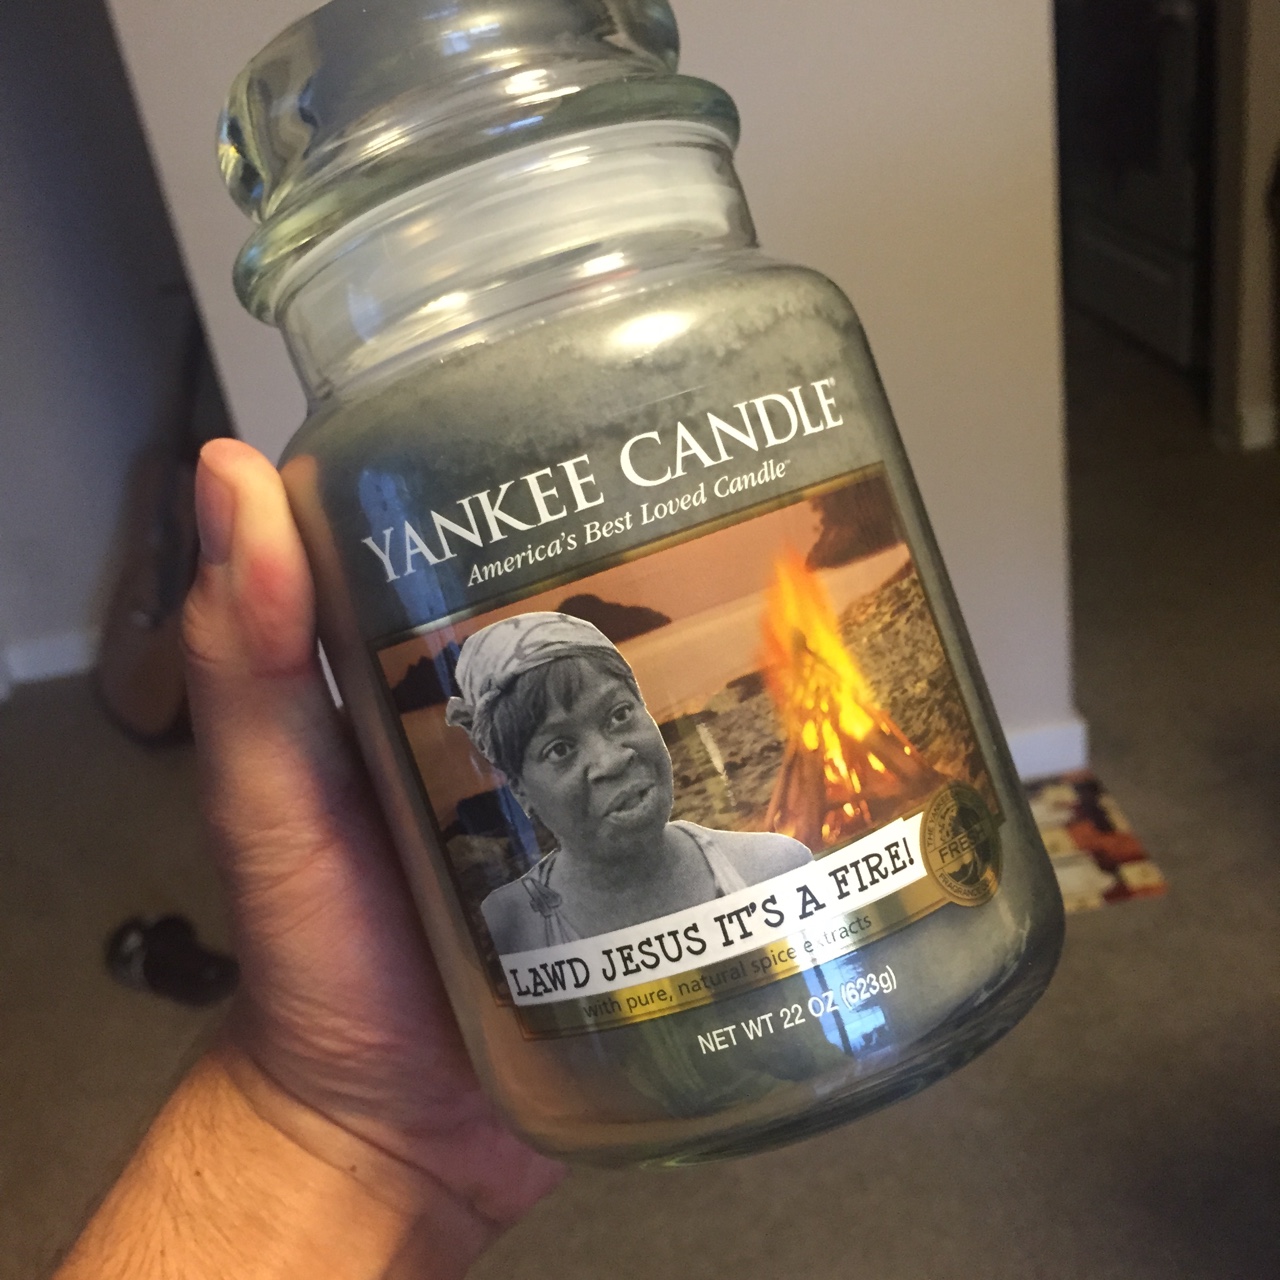 YANKEE CANDLE®
America's Best Loved Candle™
LAWD JESUS IT'S A FIRE!
with pure, natural spice extracts
NET WT 22 OZ (623g)
FRESH